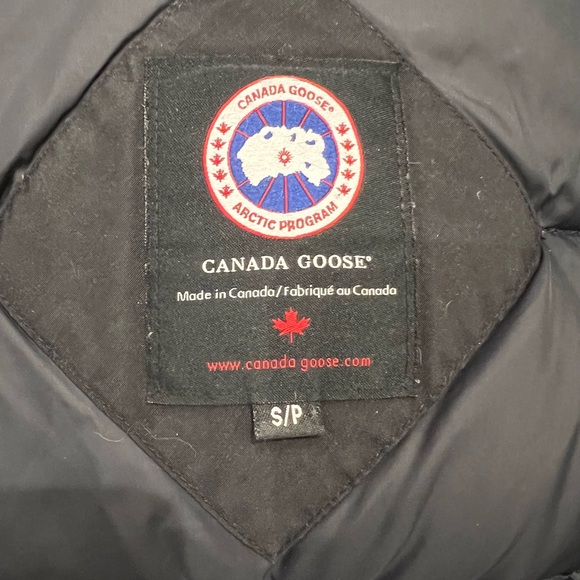 CANADA GOOSE®
ARCTIC PROGRAM
CANADA GOOSE®
Made in Canada/Fabriqué au Canada
www.canada goose.com
S/P